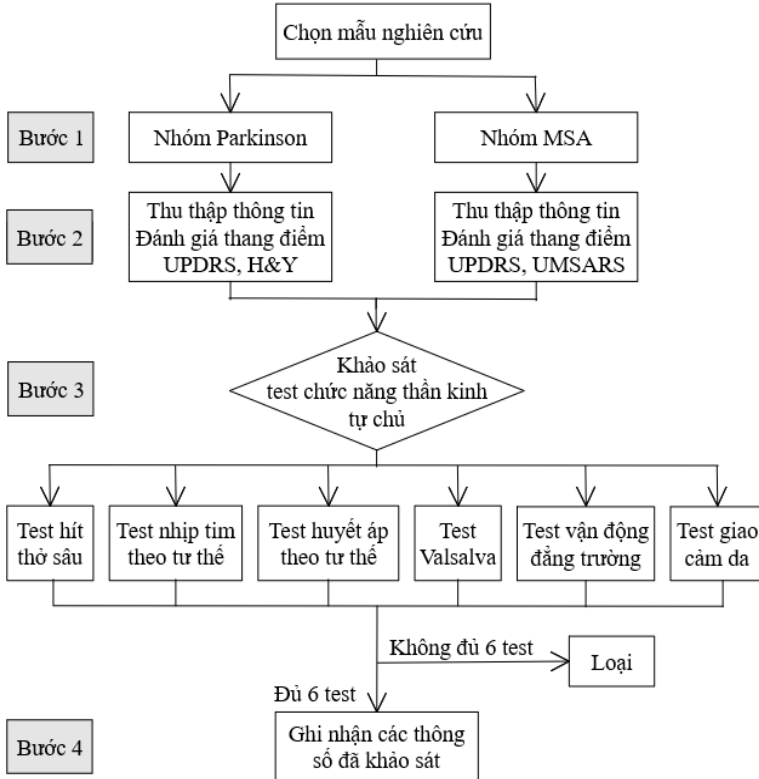 Chọn mẫu nghiên cứu
Bước 1
Nhóm Parkinson
Nhóm MSA
Bước 2
Thu thập thông tin
Đánh giá thang điểm
UPDRS, H&Y
Thu thập thông tin
Đánh giá thang điểm
UPDRS, UMSARS
Bước 3
Khảo sát
test chức năng thần kinh
tự chủ
Test hít
thở sâu
Test nhịp tim
theo tư thế
Test huyết áp
theo tư thế
Test
Valsalva
Test vận động
đẳng trường
Test giao
cảm da
Không đủ 6 test
Loại
Đủ 6 test
Bước 4
Ghi nhận các thông
số đã khảo sát